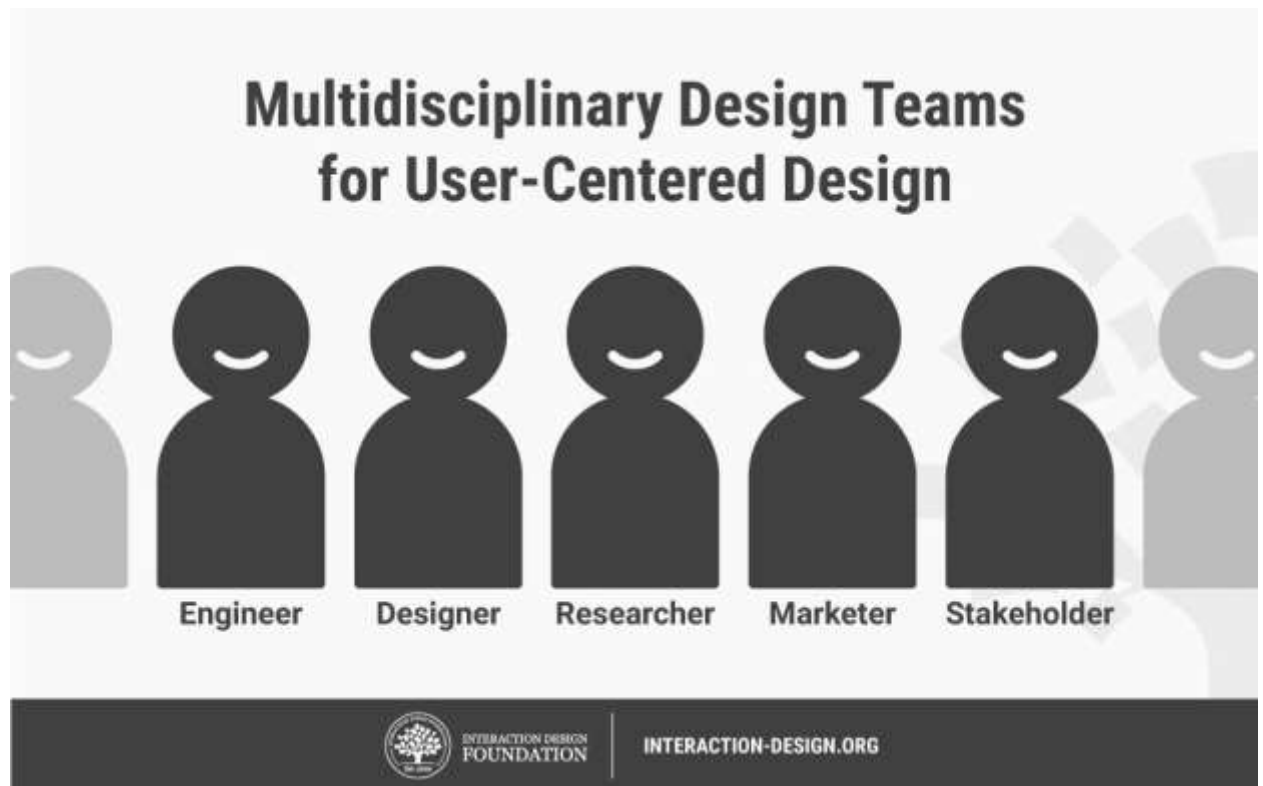 Multidisciplinary Design Teams
for User-Centered Design
Engineer Designer Researcher Marketer Stakeholder
INTERACTION DESIGN
FOUNDATION
INTERACTION-DESIGN.ORG